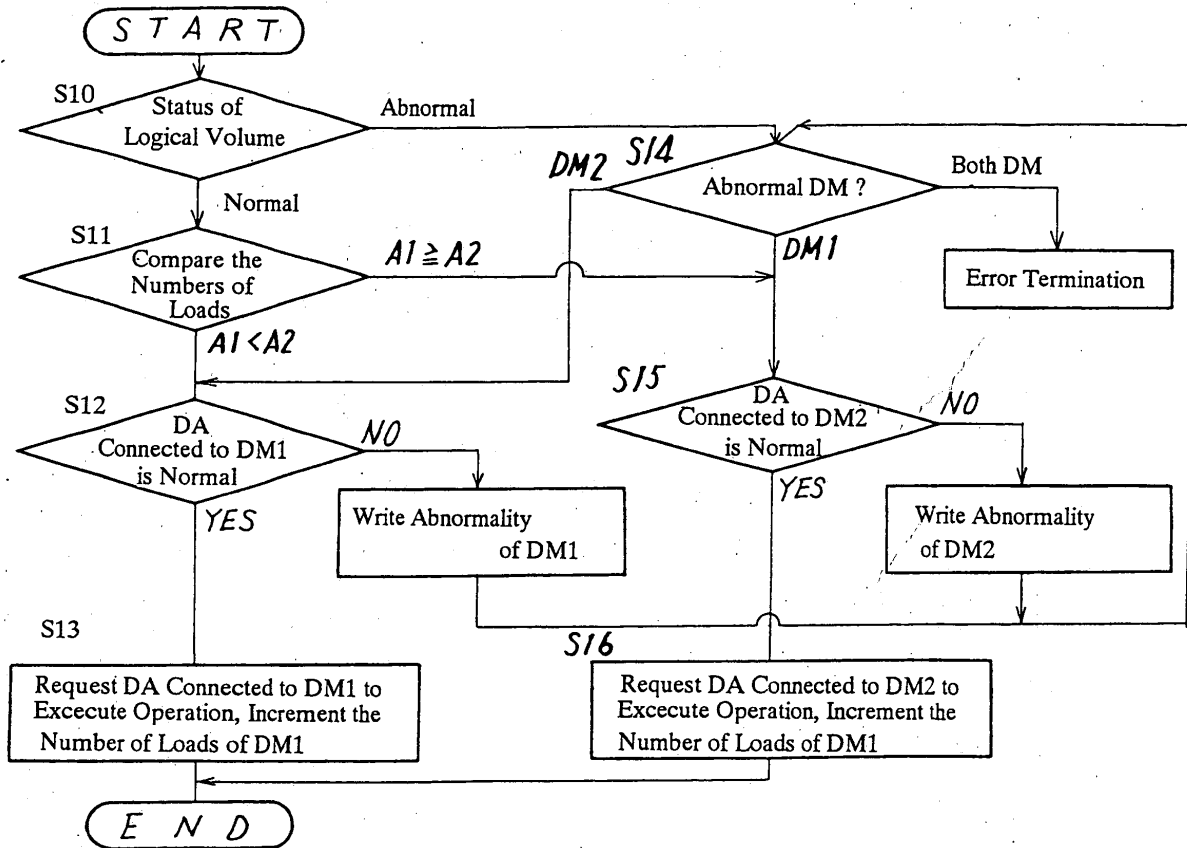 START
S10
Status of
Logical Volume
Abnormal
Normal
S14
DM2
Abnormal DM ?
Both DM
DM1
Error Termination
S11
Compare the
Numbers of
Loads
A1 ≧ A2
A1 < A2
S12
DA
Connected to DM1
is Normal
NO
YES
Write Abnormality
of DM1
S15
DA
Connected to DM2
is Normal
NO
YES
Write Abnormality
of DM2
S13
Request DA Connected to DM1 to
Excecute Operation, Increment the
Number of Loads of DM1
S16
Request DA Connected to DM2 to
Excecute Operation, Increment the
Number of Loads of DM1
END